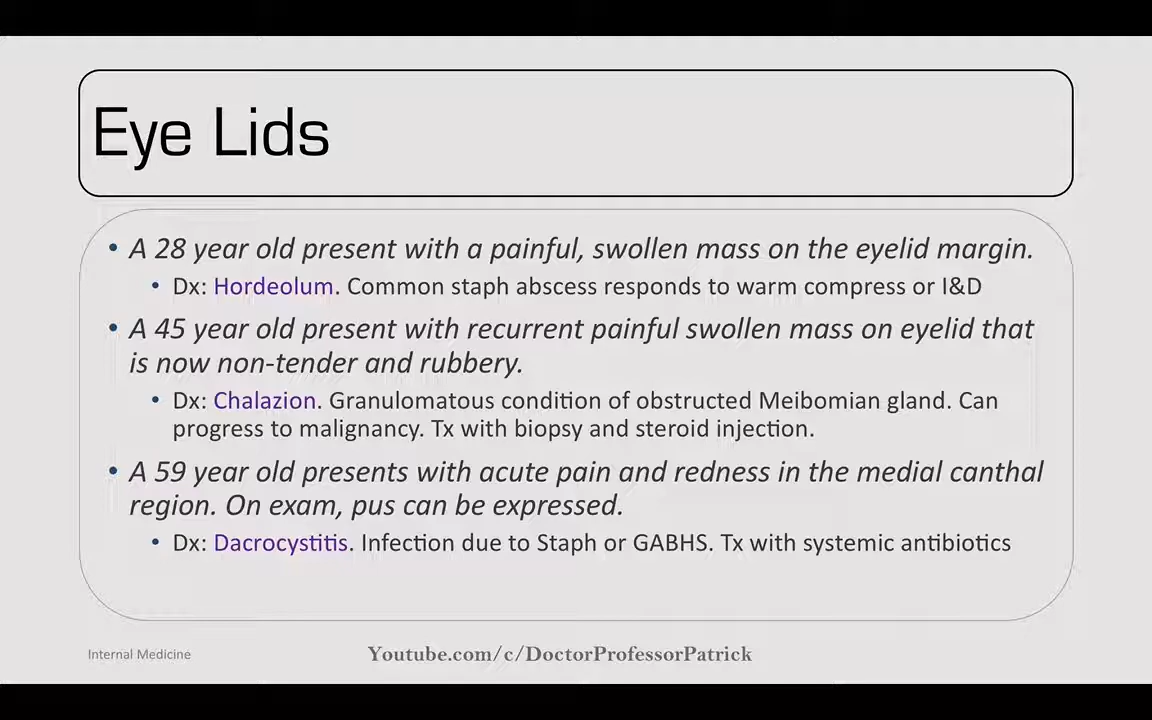 Eye Lids
• A 28 year old present with a painful, swollen mass on the eyelid margin.
• Dx: Hordeolum. Common staph abscess responds to warm compress or I&D
• A 45 year old present with recurrent painful swollen mass on eyelid that
is now non-tender and rubbery.
• Dx: Chalazion. Granulomatous condition of obstructed Meibomian gland. Can
progress to malignancy. Tx with biopsy and steroid injection.
• A 59 year old presents with acute pain and redness in the medial canthal
region. On exam, pus can be expressed.
• Dx: Dacrocystitis. Infection due to Staph or GABHS. Tx with systemic antibiotics
Internal Medicine
Youtube.com/c/DoctorProfessorPatrick